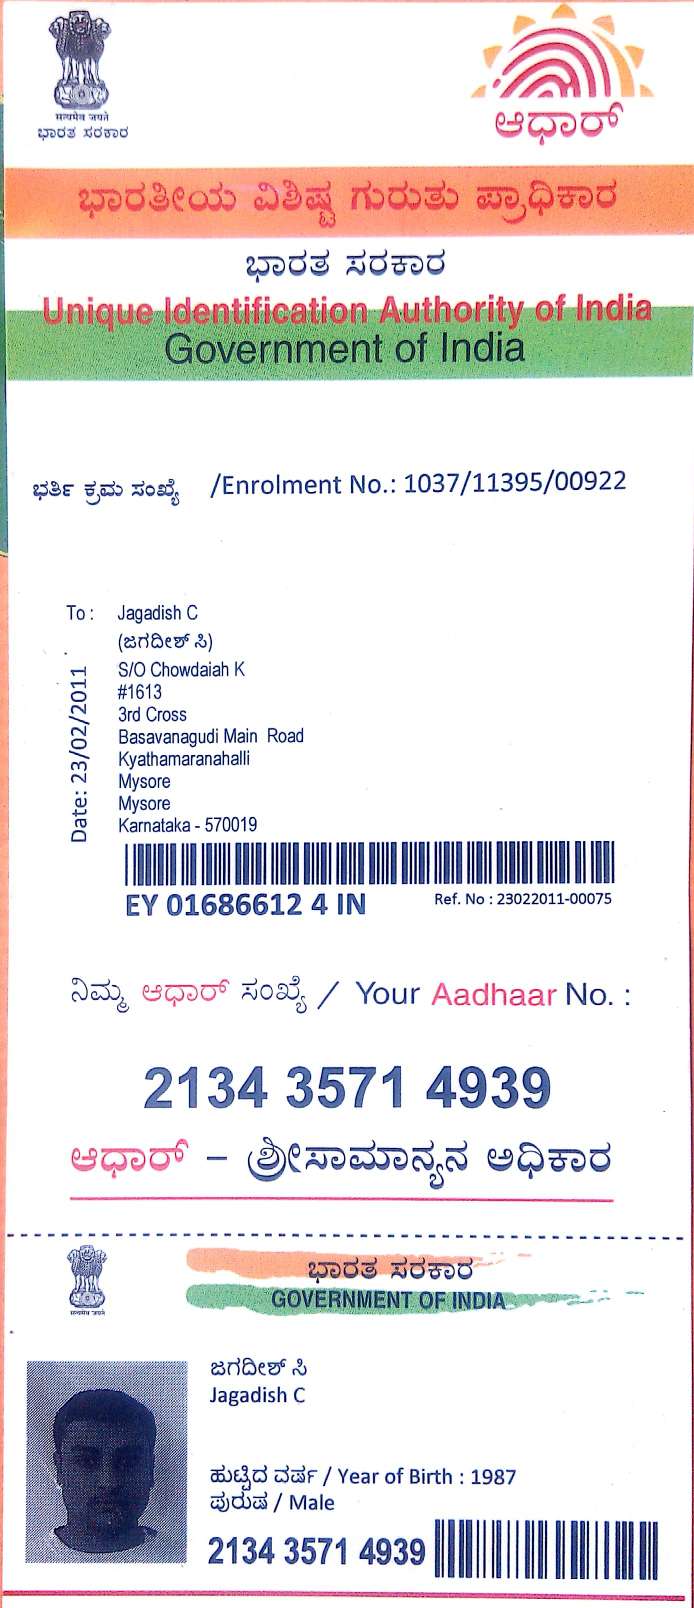 सत्यमेव जयते
ಭಾರತ ಸರಕಾರ
ಆಧಾರ್
ಭಾರತೀಯ ವಿಶಿಷ್ಟ ಗುರುತು ಪ್ರಾಧಿಕಾರ
ಭಾರತ ಸರಕಾರ
Unique Identification Authority of India
Government of India
ಭರ್ತಿ ಕ್ರಮ ಸಂಖ್ಯೆ /Enrolment No.: 1037/11395/00922
To : Jagadish C
(ಜಗದೀಶ್ ಸಿ)
S/O Chowdaiah K
#1613
3rd Cross
Basavanagudi Main Road
Kyathamaranahalli
Mysore
Mysore
Karnataka - 570019
Date: 23/02/2011
EY 01686612 4 IN
Ref. No : 23022011-00075
ನಿಮ್ಮ ಆಧಾರ್ ಸಂಖ್ಯೆ / Your Aadhaar No. :
2134 3571 4939
ಆಧಾರ್ – ಶ್ರೀಸಾಮಾನ್ಯನ ಅಧಿಕಾರ
सत्यमेव जयते
ಭಾರತ ಸರಕಾರ
GOVERNMENT OF INDIA
ಜಗದೀಶ್ ಸಿ
Jagadish C
ಹುಟ್ಟಿದ ವರ್ಷ / Year of Birth : 1987
ಪುರುಷ / Male
2134 3571 4939